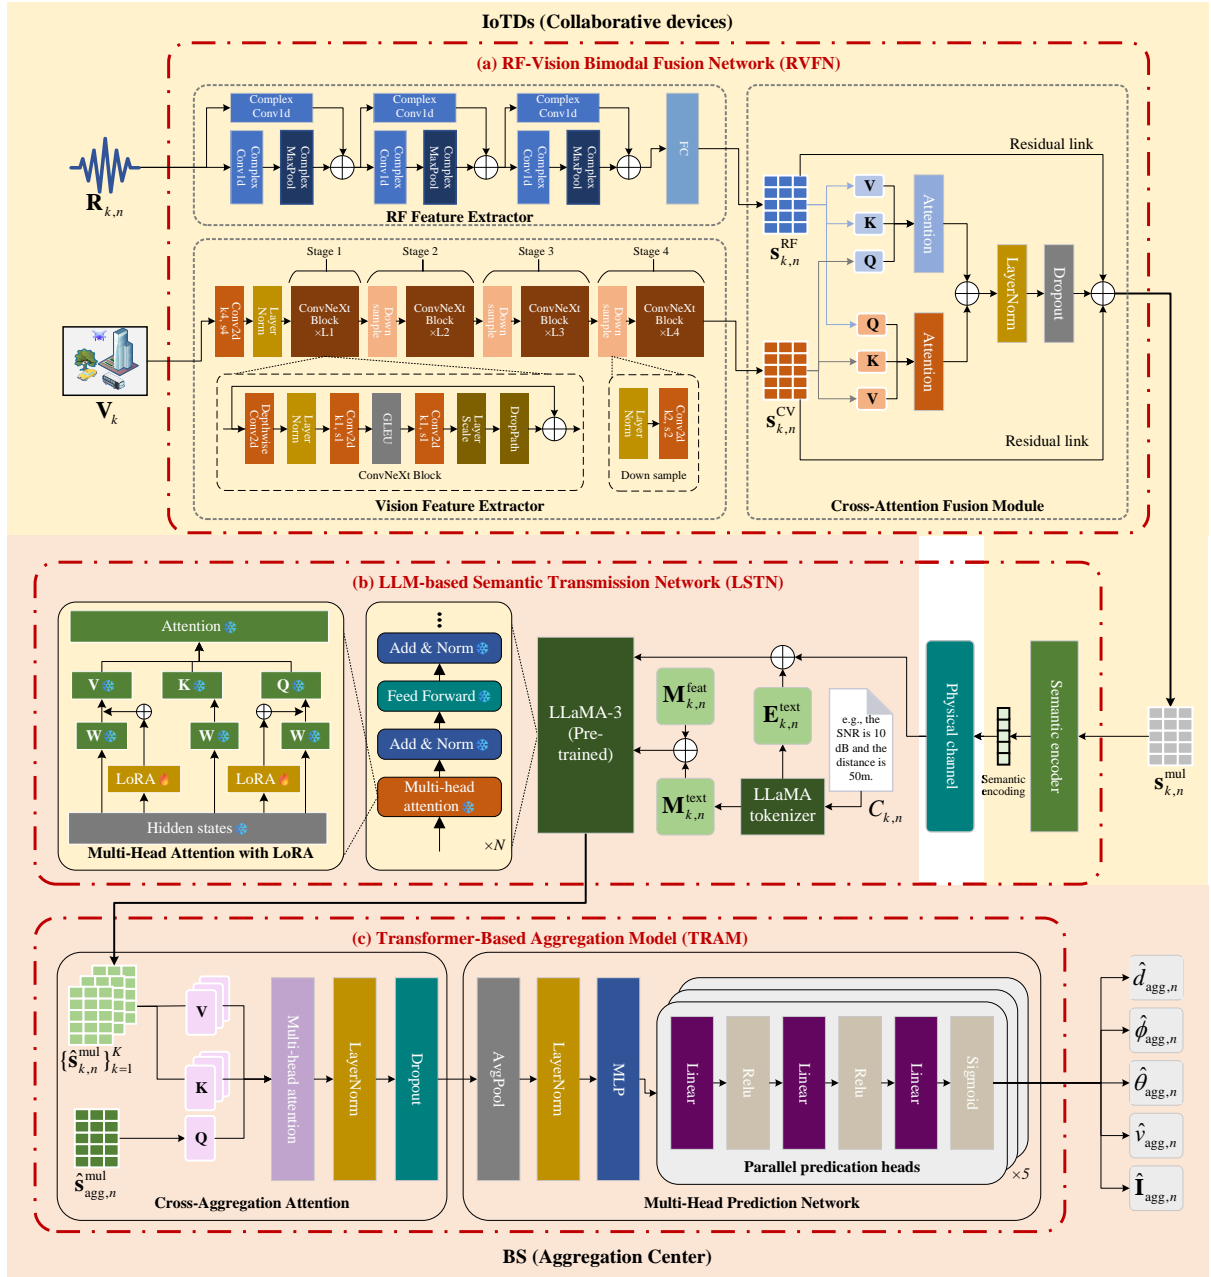 IoTDs (Collaborative devices)
(a) RF-Vision Bimodal Fusion Network (RVFN)
Complex
Conv1d
Complex
Conv1d
Complex
Conv1d
Complex
Conv1d
Complex
MaxPool
Complex
Conv1d
Complex
MaxPool
Complex
Conv1d
Complex
MaxPool
FC
R_{k,n}
RF Feature Extractor
Stage 1
Stage 2
Stage 3
Stage 4
Conv2d
k4, s4
Layer
Norm
ConvNeXt
Block
×L1
Down
sample
ConvNeXt
Block
×L2
Down
sample
ConvNeXt
Block
×L3
Down
sample
ConvNeXt
Block
×L4
V_k
Depthwise
Conv2d
Layer
Norm
Conv2d
k1, s1
GLEU
Conv2d
k1, s1
Layer
Scale
DropPath
ConvNeXt Block
Layer
Norm
Conv2d
k2, s2
Down sample
Vision Feature Extractor
Residual link
s_{k,n}^{RF}
V
K
Q
Attention
Q
K
V
Attention
LayerNorm
Dropout
s_{k,n}^{CV}
Residual link
Cross-Attention Fusion Module
(b) LLM-based Semantic Transmission Network (LSTN)
Attention
V
K
Q
W
W
W
LoRA
LoRA
Hidden states
Multi-Head Attention with LoRA
...
Add & Norm
Feed Forward
Add & Norm
Multi-head
attention
×N
LLaMA-3
(Pre-
trained)
M_{k,n}^{feat}
M_{k,n}^{text}
E_{k,n}^{text}
LLaMA
tokenizer
e.g., the
SNR is 10
dB and the
distance is
50m.
C_{k,n}
Physical channel
Semantic
encoding
Semantic encoder
s_{k,n}^{mul}
(c) Transformer-Based Aggregation Model (TRAM)
{ŝ_{k,n}^{mul}}_{k=1}^{K}
ŝ_{agg,n}^{mul}
V
K
Q
Multi-head attention
LayerNorm
Dropout
Cross-Aggregation Attention
AvgPool
LayerNorm
MLP
Linear
Relu
Linear
Relu
Linear
Sigmoid
Parallel predication heads
×5
Multi-Head Prediction Network
d̂_{agg,n}
ϕ̂_{agg,n}
θ̂_{agg,n}
v̂_{agg,n}
Î_{agg,n}
BS (Aggregation Center)